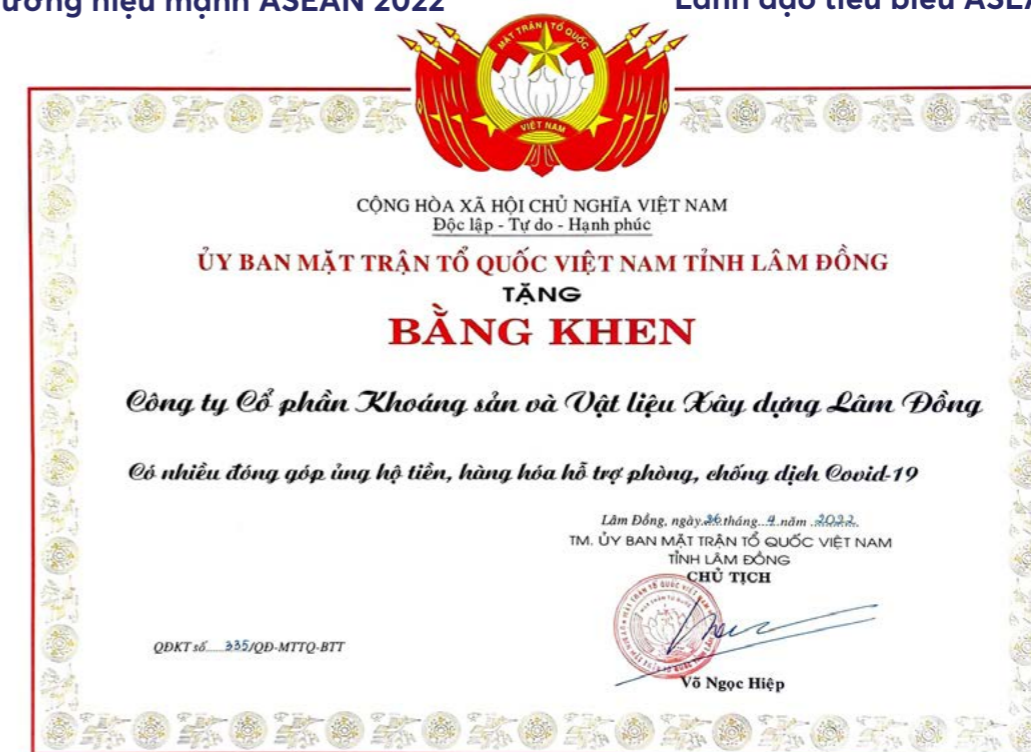 ương hiệu mạnh ASEAN 2022
Lãnh đạo tiêu biểu ASEA
MẶT TRẬN TỔ QUỐC
VIỆT NAM
CỘNG HÒA XÃ HỘI CHỦ NGHĨA VIỆT NAM
Độc lập - Tự do - Hạnh phúc
ỦY BAN MẶT TRẬN TỔ QUỐC VIỆT NAM TỈNH LÂM ĐỒNG
TẶNG
BẰNG KHEN
Công ty Cổ phần Khoáng sản và Vật liệu Xây dựng Lâm Đồng
Có nhiều đóng góp ủng hộ tiền, hàng hóa hỗ trợ phòng, chống dịch Covid-19
Lâm Đồng, ngày 26 tháng 4 năm 2022
TM. ỦY BAN MẶT TRẬN TỔ QUỐC VIỆT NAM
TỈNH LÂM ĐỒNG
CHỦ TỊCH
QĐKT số 335/QĐ-MTTQ-BTT
Võ Ngọc Hiệp